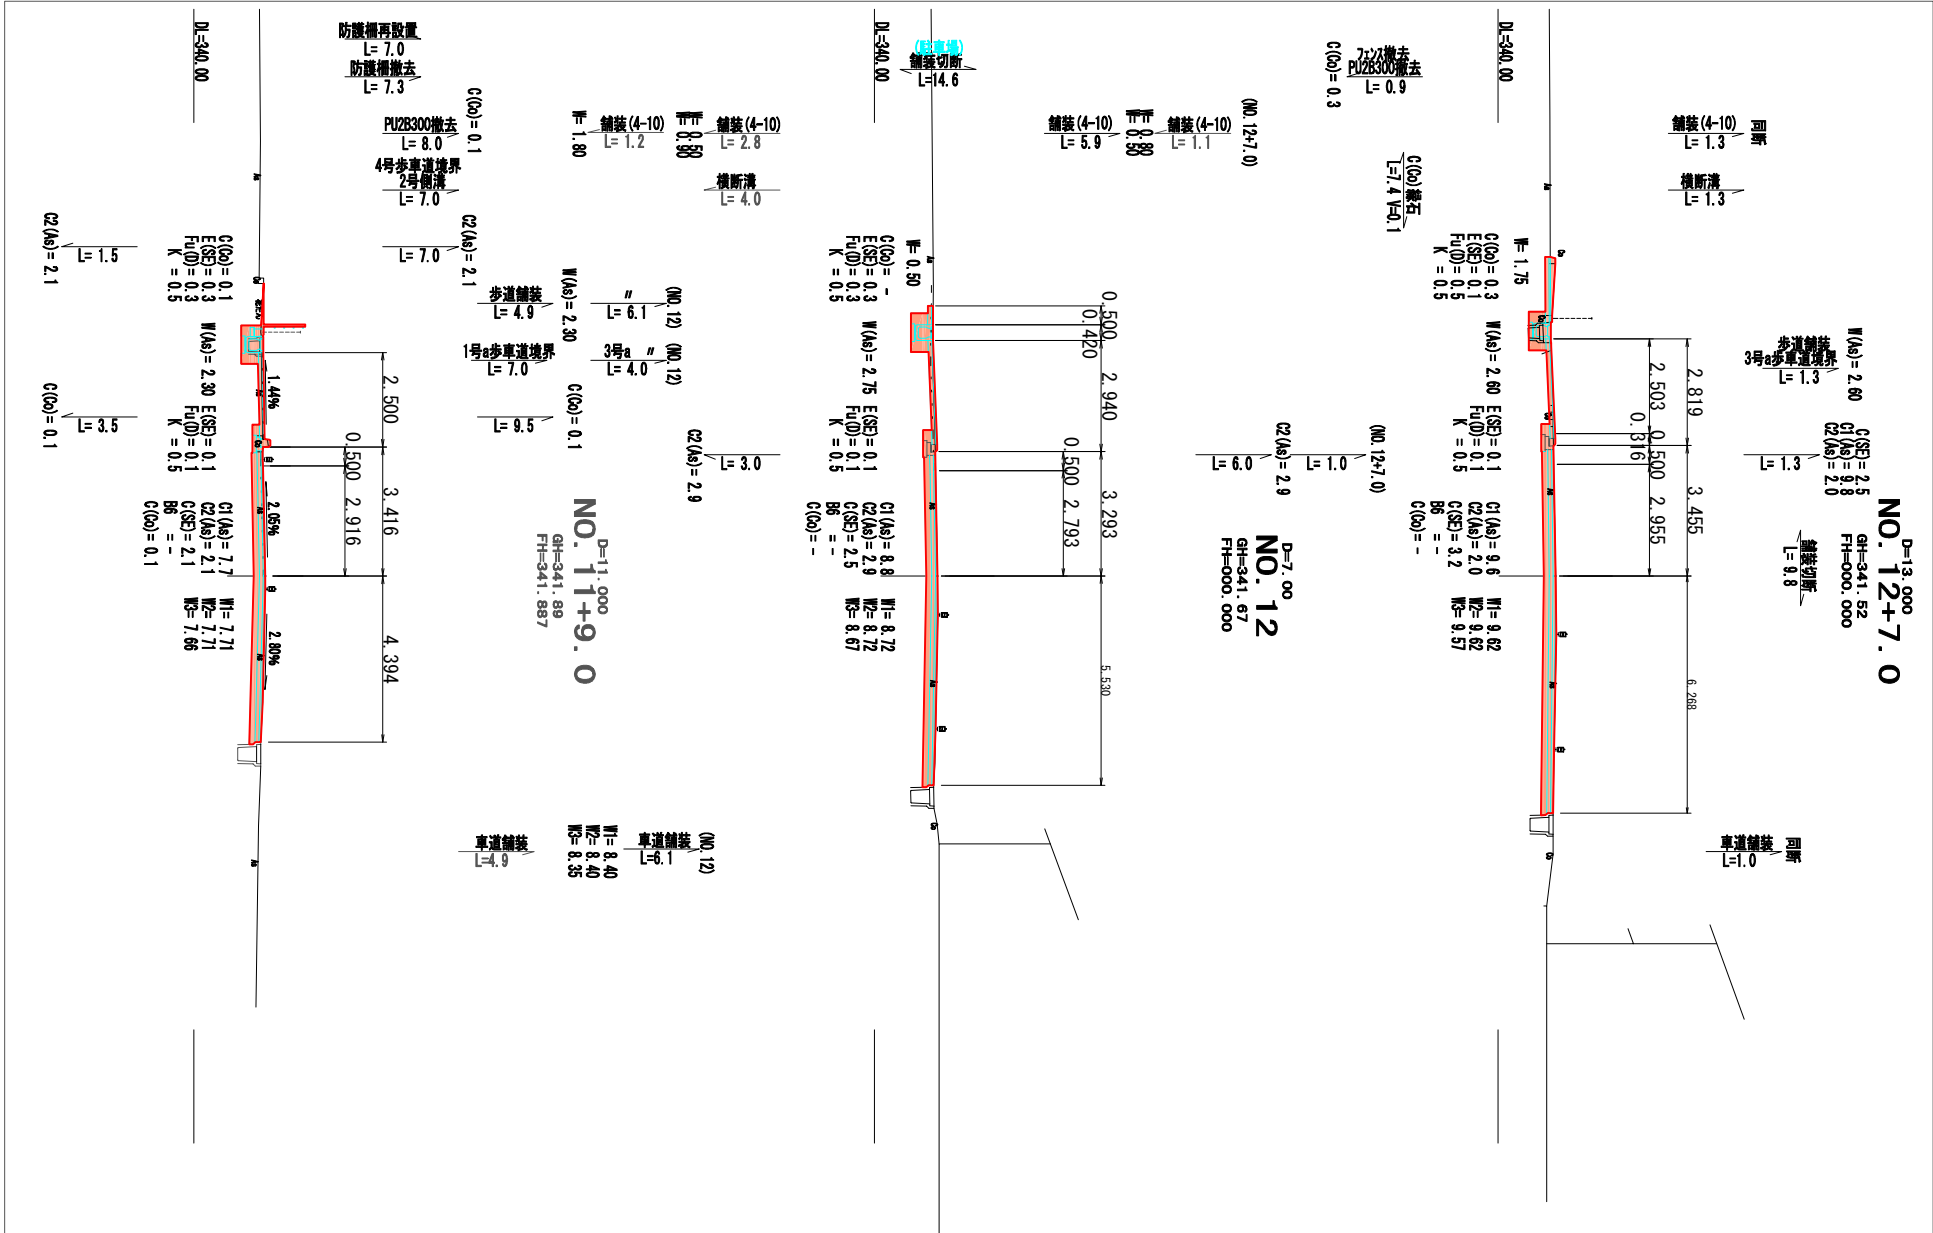 DL=340.00
防護柵再設置
L= 7.0
防護柵撤去
L= 7.3
C(Co)= 0.1
PU2B300撤去
L= 8.0
4号歩車道境界
2号側溝
L= 7.0
C2(As)= 2.1
L= 7.0
C2(As)= 2.1
L= 1.5
C(Co)= 0.1
E(SE)= 0.3
Fu(D)= 0.3
K = 0.5
W(As)= 2.30
E(SE)= 0.1
Fu(D)= 0.1
K = 0.5
C(Co)= 0.1
L= 3.5
C1(As)= 7.7
C2(As)= 2.1
C(SE)= 2.1
B6 = -
C(Co)= 0.1
W1= 7.71
W2= 7.71
W3= 7.66
1.44%
2.05%
2.80%
2.500
0.500
2.916
3.416
4.394
W(As)= 2.30
歩道舗装
L= 4.9
〃
L= 6.1
(NO.12)
1号a歩車道境界
L= 7.0
3号a 〃
L= 4.0
(NO.12)
C(Co)= 0.1
L= 9.5
D=11.000
NO.11+9.0
GH=341.89
FH=341.887
車道舗装
L=4.9
W1= 8.40
W2= 8.40
W3= 8.35
車道舗装
L=6.1
(NO.12)
DL=340.00
(駐車場)
舗装切断
L=14.6
W= 1.80
舗装(4-10)
L= 1.2
W= 0.50
W= 0.90
舗装(4-10)
L= 2.8
横断溝
L= 4.0
W= 0.50
C(Co)= -
E(SE)= 0.3
Fu(D)= 0.3
K = 0.5
W(As)= 2.75
E(SE)= 0.1
Fu(D)= 0.1
K = 0.5
C2(As)= 2.9
L= 3.0
C1(As)= 8.8
C2(As)= 2.9
C(SE)= 2.5
B6 = -
C(Co)= -
W1= 8.72
W2= 8.72
W3= 8.67
0.500
0.420
2.940
0.500
2.793
3.293
5.530
舗装(4-10)
L= 5.9
W= 0.80
W= 0.50
舗装(4-10)
L= 1.1
(NO.12+7.0)
C2(As)= 2.9
L= 6.0
L= 1.0
(NO.12+7.0)
D=7.00
NO.12
GH=341.67
FH=000.000
DL=340.00
C(Co)= 0.3
フェンス撤去
PU2B300撤去
L= 0.9
C(Co)縁石
L=7.4 V=0.1
舗装(4-10)
L= 1.3
同断
横断溝
L= 1.3
W= 1.75
C(Co)= 0.3
E(SE)= 0.1
Fu(D)= 0.5
K = 0.5
W(As)= 2.60
E(SE)= 0.1
Fu(D)= 0.1
K = 0.5
C1(As)= 9.6
C2(As)= 2.0
C(SE)= 3.2
B6 = -
C(Co)= -
W1= 9.62
W2= 9.62
W3= 9.57
2.503
0.316
0.500
2.955
2.819
3.455
6.268
W(As)= 2.60
歩道舗装
3号a歩車道境界
L= 1.3
C(SE)= 2.5
C1(As)= 9.8
C2(As)= 2.0
L= 1.3
舗装切断
L= 9.8
D=13.000
NO.12+7.0
GH=341.52
FH=000.000
車道舗装
L=1.0
同断